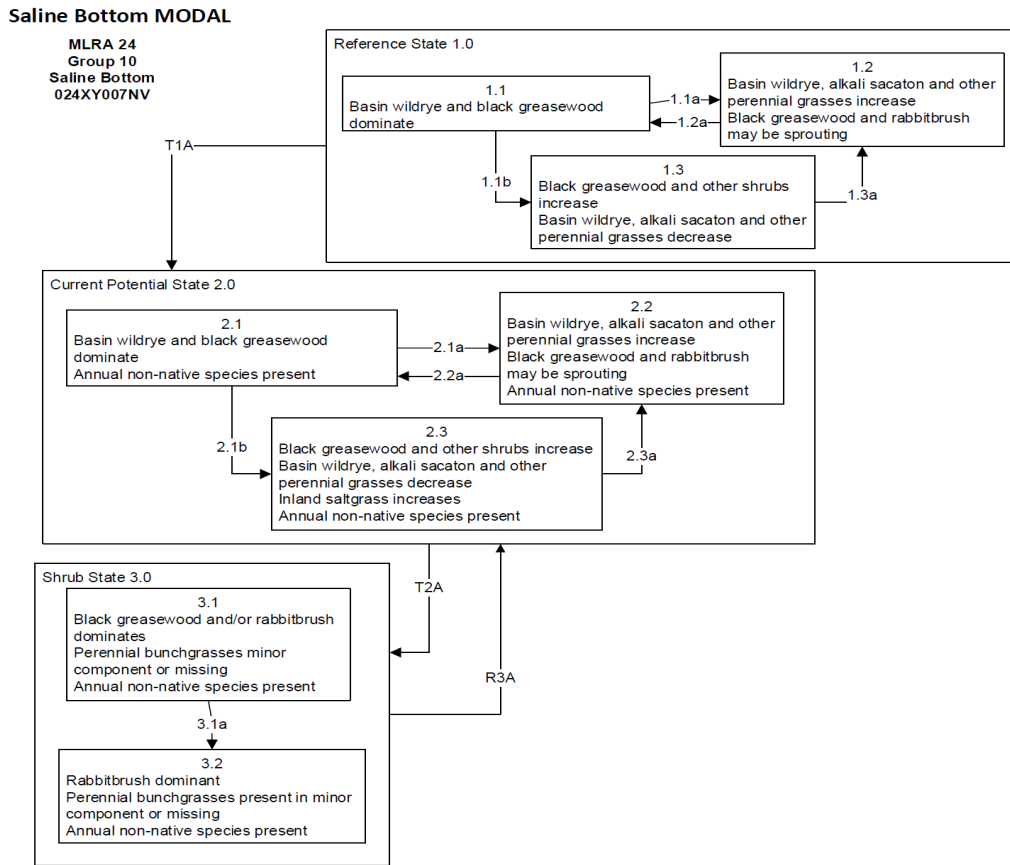 Saline Bottom MODAL
MLRA 24
Group 10
Saline Bottom
024XY007NV
Reference State 1.0
1.1
Basin wildrye and black greasewood
dominate
1.1a
1.2a
1.2
Basin wildrye, alkali sacaton and other
perennial grasses increase
Black greasewood and rabbitbrush
may be sprouting
1.1b
1.3
Black greasewood and other shrubs
increase
Basin wildrye, alkali sacaton and other
perennial grasses decrease
1.3a
T1A
Current Potential State 2.0
2.1
Basin wildrye and black greasewood
dominate
Annual non-native species present
2.1a
2.2a
2.2
Basin wildrye, alkali sacaton and other
perennial grasses increase
Black greasewood and rabbitbrush
may be sprouting
Annual non-native species present
2.1b
2.3
Black greasewood and other shrubs increase
Basin wildrye, alkali sacaton and other
perennial grasses decrease
Inland saltgrass increases
Annual non-native species present
2.3a
T2A
R3A
Shrub State 3.0
3.1
Black greasewood and/or rabbitbrush
dominates
Perennial bunchgrasses minor
component or missing
Annual non-native species present
3.1a
3.2
Rabbitbrush dominant
Perennial bunchgrasses present in minor
component or missing
Annual non-native species present